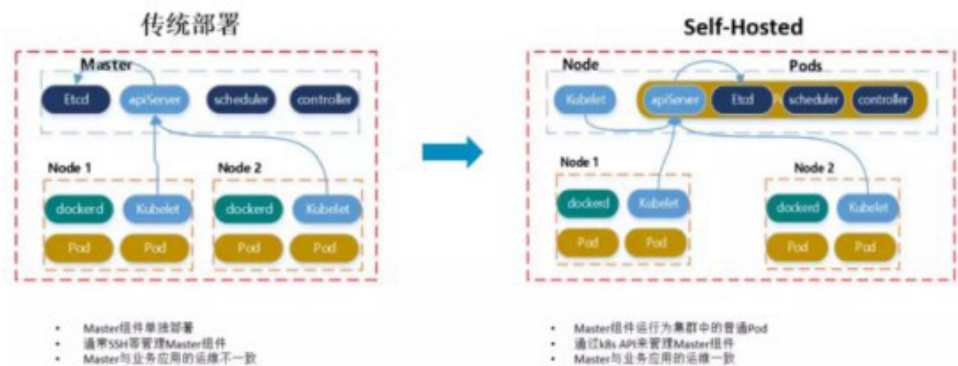 传统部署
Master
Etcd apiServer scheduler controller
Node 1 Node 2
dockerd Kubelet dockerd Kubelet
Pod Pod Pod Pod
• Master组件单独部署
• 通常SSH等管理Master组件
• Master与业务应用的运维不一致
Self-Hosted
Node Pods
Kubelet apiServer Etcd scheduler controller
Node 1 Node 2
dockerd Kubelet dockerd Kubelet
Pod Pod Pod Pod
• Master组件运行为集群中的普通Pod
• 通过k8s API来管理Master组件
• Master与业务应用的运维一致